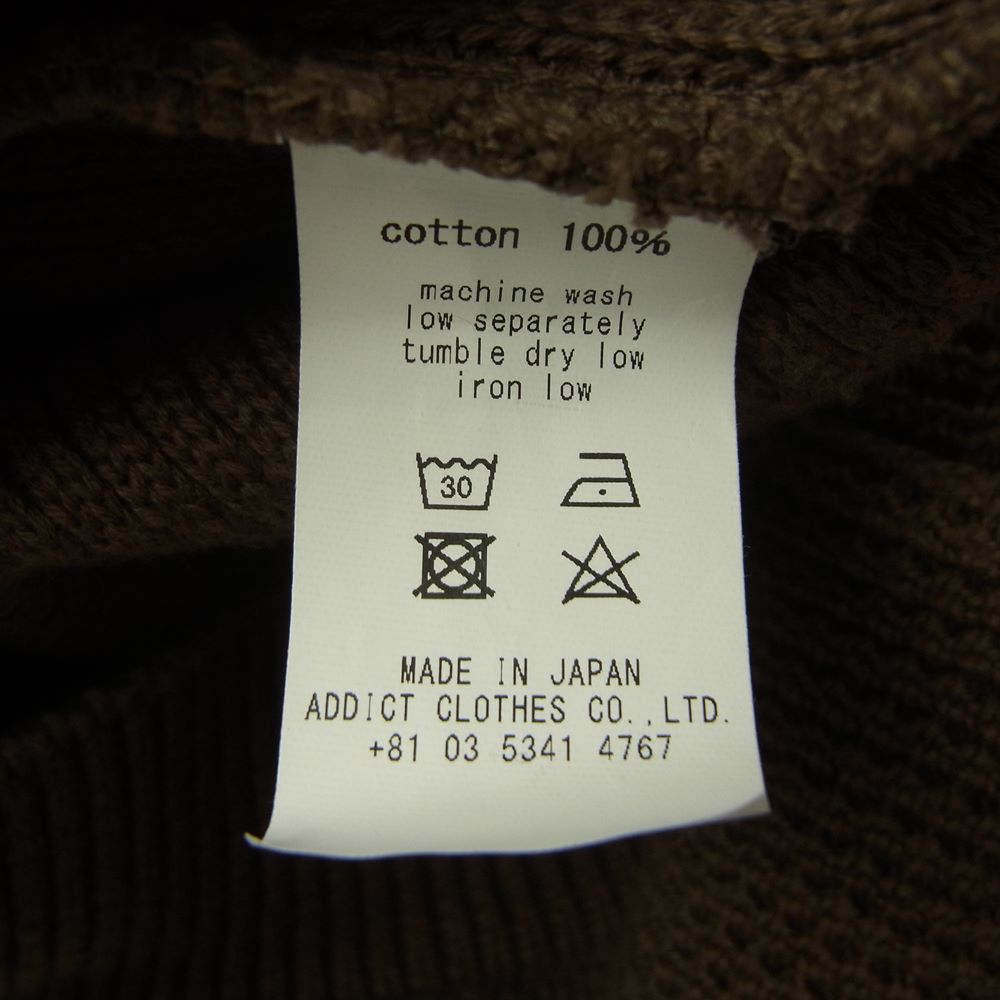 cotton 100%
machine wash
low separately
tumble dry low
iron low
30
MADE IN JAPAN
ADDICT CLOTHES CO.,LTD.
+81 03 5341 4767